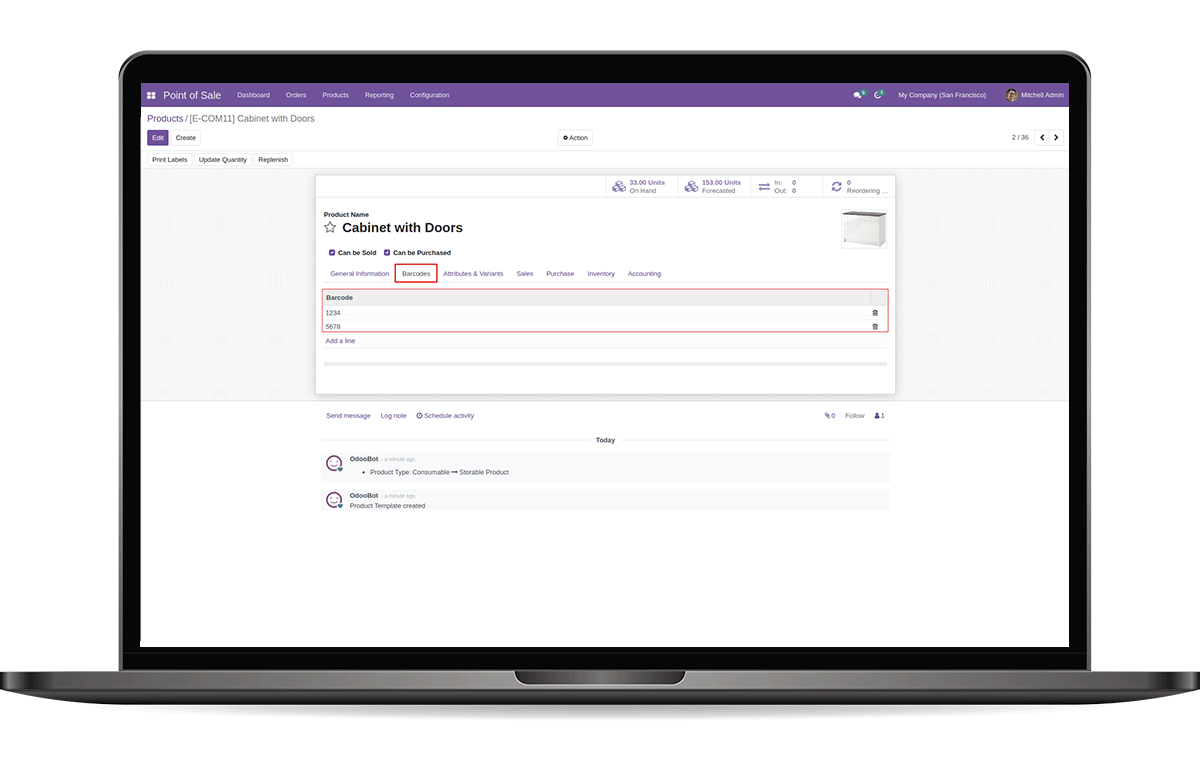 Point of Sale Dashboard Orders Products Reporting Configuration My Company (San Francisco) Mitchell Admin
Products / [E-COM11] Cabinet with Doors
Edit Create Action 2 / 36
Print Labels Update Quantity Replenish
33.00 Units On Hand
153.00 Units Forecasted
In: 0
Out: 0
0 Reordering ...
Product Name
Cabinet with Doors
Can be Sold Can be Purchased
General Information Barcodes Attributes & Variants Sales Purchase Inventory Accounting
Barcode
1234
5678
Add a line
Send message Log note Schedule activity 0 Follow 1
Today
OdooBot - a minute ago
• Product Type: Consumable → Storable Product
OdooBot - a minute ago
Product Template created